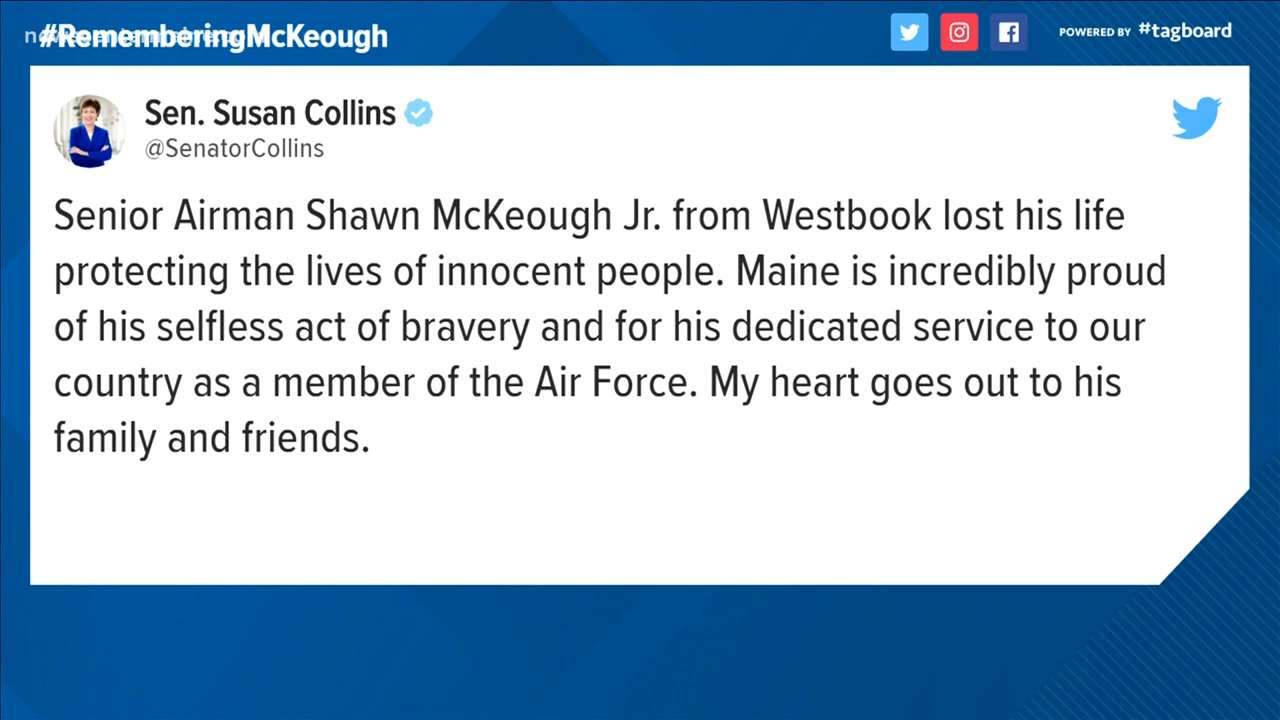 #RememberingMcKeough
POWERED BY #tagboard
Sen. Susan Collins
@SenatorCollins
Senior Airman Shawn McKeough Jr. from Westbook lost his life
protecting the lives of innocent people. Maine is incredibly proud
of his selfless act of bravery and for his dedicated service to our
country as a member of the Air Force. My heart goes out to his
family and friends.